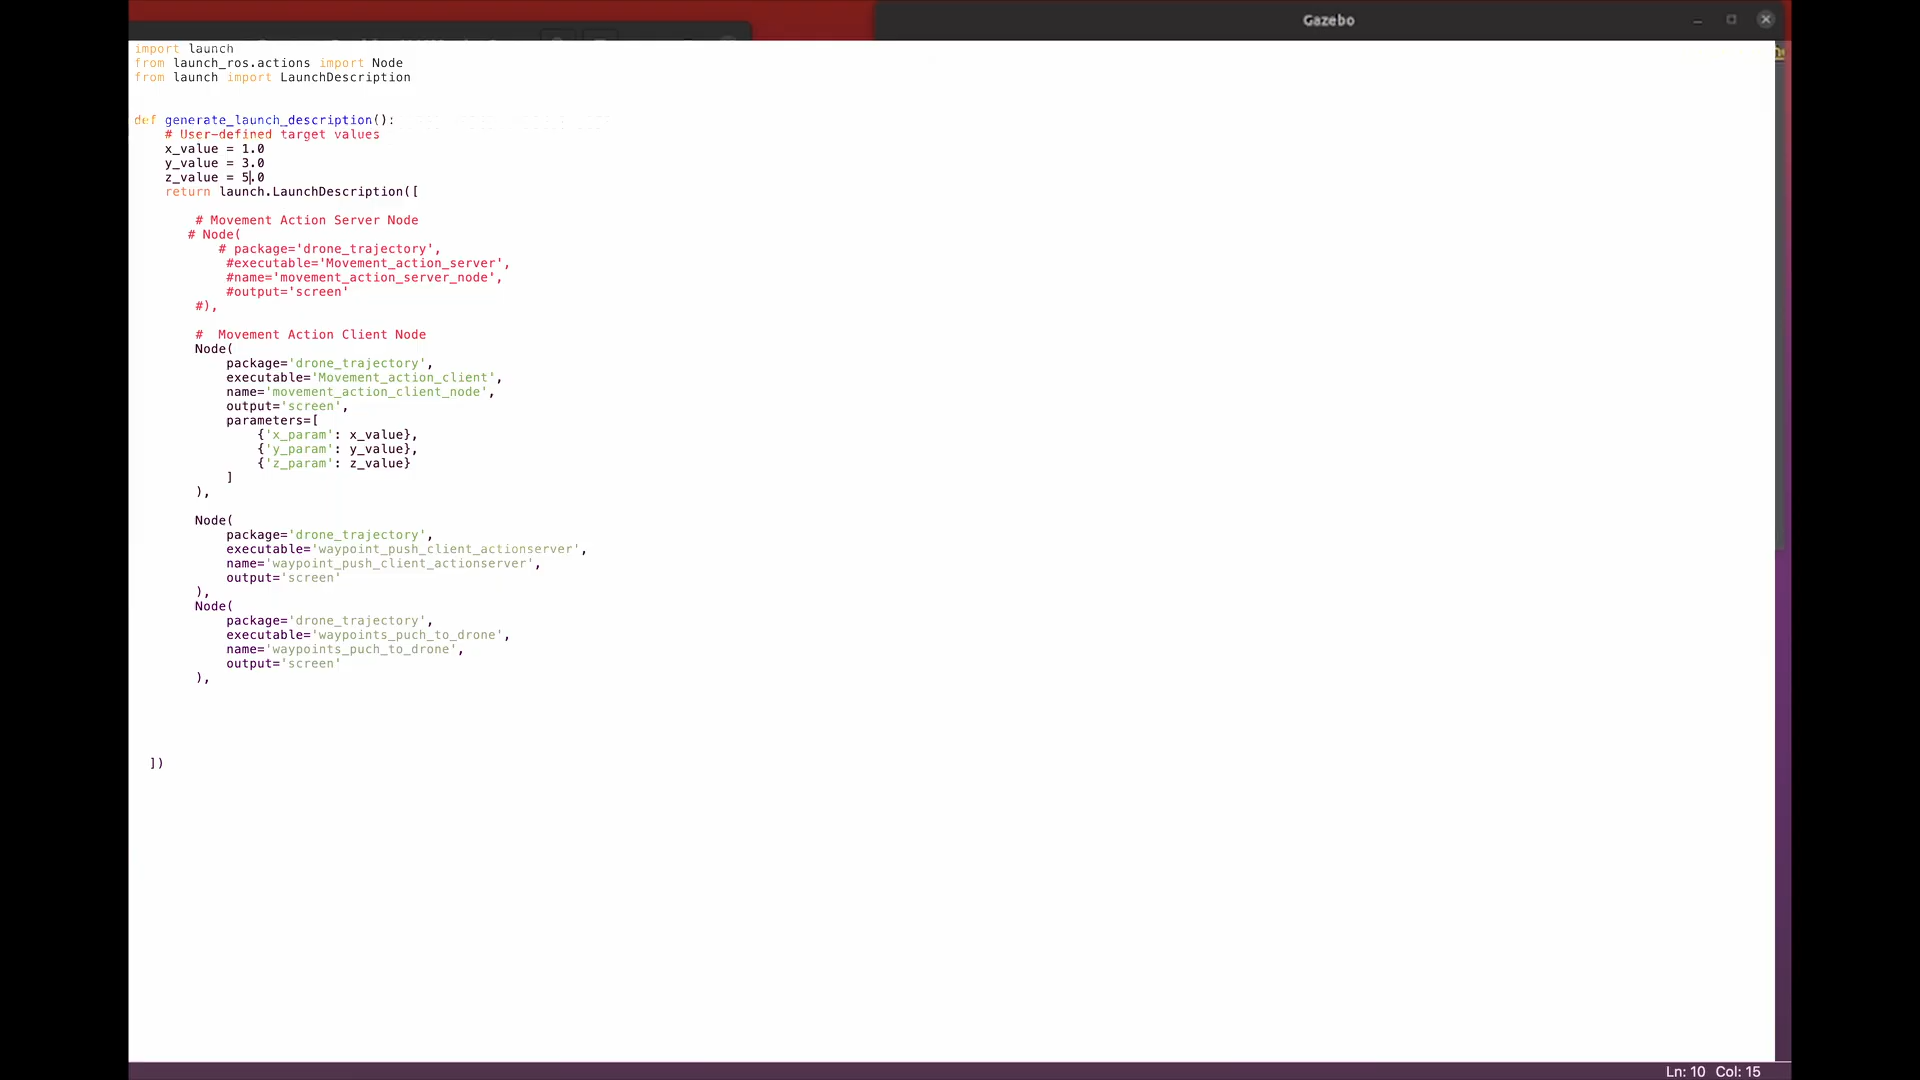 Gazebo
import launch
from launch_ros.actions import Node
from launch import LaunchDescription
def generate_launch_description():
# User-defined target values
x_value = 1.0
y_value = 3.0
z_value = 5.0
return launch.LaunchDescription([
# Movement Action Server Node
# Node(
# package='drone_trajectory',
#executable='Movement_action_server',
#name='movement_action_server_node',
#output='screen'
#),
#  Movement Action Client Node
Node(
package='drone_trajectory',
executable='Movement_action_client',
name='movement_action_client_node',
output='screen',
parameters=[
{'x_param': x_value},
{'y_param': y_value},
{'z_param': z_value}
]
),
Node(
package='drone_trajectory',
executable='waypoint_push_client_actionserver',
name='waypoint_push_client_actionserver',
output='screen'
),
Node(
package='drone_trajectory',
executable='waypoints_puch_to_drone',
name='waypoints_puch_to_drone',
output='screen'
),
])
Ln: 10 Col: 15